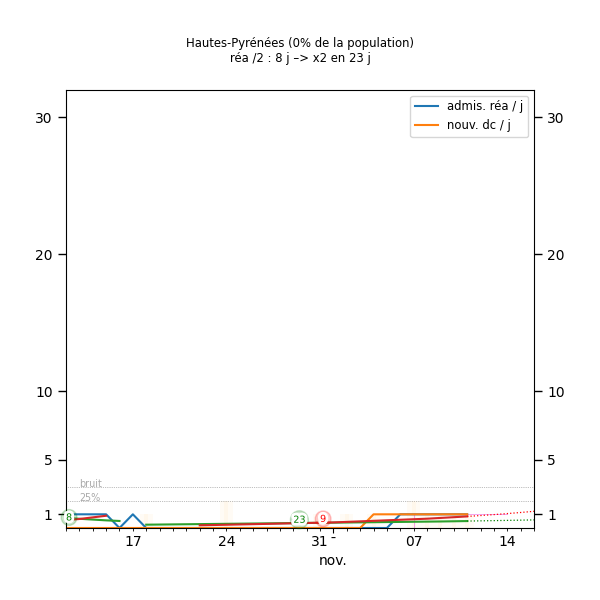 Hautes-Pyrénées (0% de la population)
réa /2 : 8 j –> x2 en 23 j
admis. réa / j
nouv. dc / j
30 30
20 20
10 10
5 5
bruit
25%
1 1
8 23 9
17 24 31 07 14
nov.